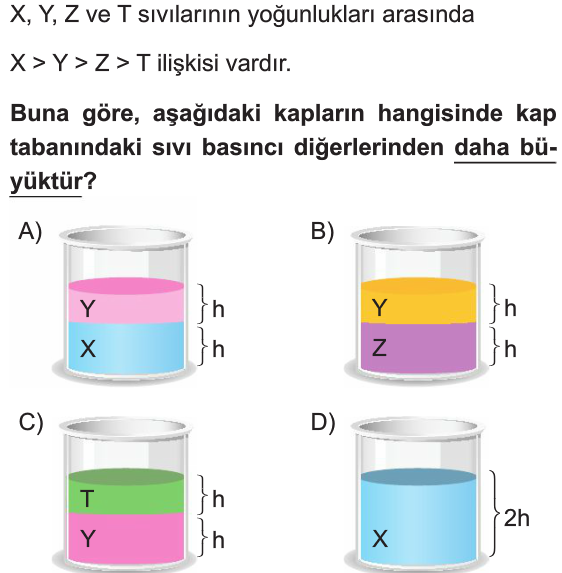 X, Y, Z ve T sıvılarının yoğunlukları arasında
X > Y > Z > T ilişkisi vardır.
Buna göre, aşağıdaki kapların hangisinde kap
tabanındaki sıvı basıncı diğerlerinden daha bü-
yüktür?
A)
Y
h
X
h
B)
Y
h
Z
h
C)
T
h
Y
h
D)
X
2h